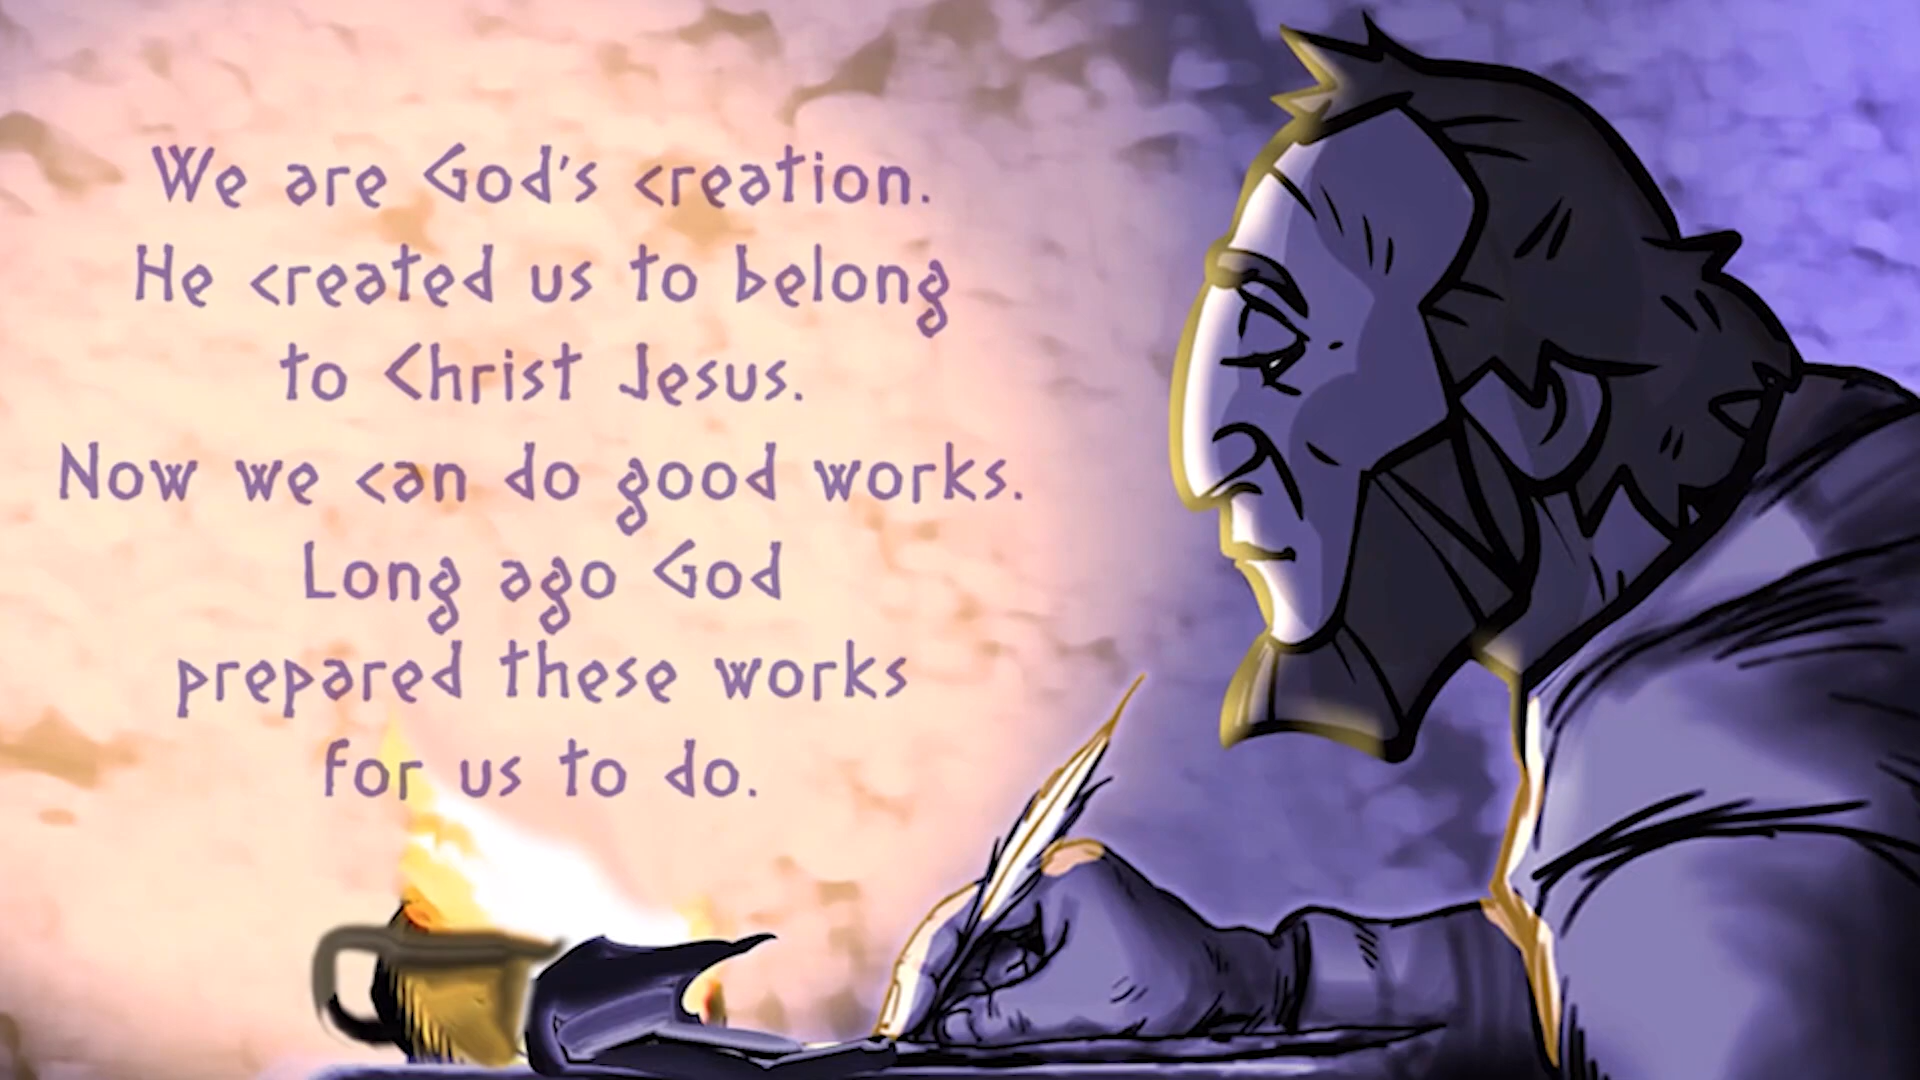 We are God's creation.
He created us to belong
to Christ Jesus.
Now we can do good works.
Long ago God
prepared these works
for us to do.